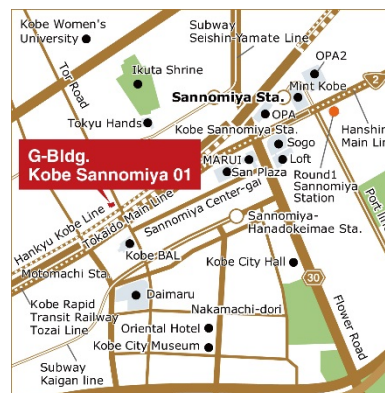 Kobe Women's
University
Subway
Seishin-Yamate Line
OPA2
Tor Road
Ikuta Shrine
Mint Kobe
2
Sannomiya Sta.
OPA
Tokyu Hands
Kobe Sannomiya Sta.
Hanshin
Main Line
Sogo
G-Bldg.
Kobe Sannomiya 01
MARUI
Loft
San Plaza
Round1
Sannomiya
Station
Port
Hankyu Kobe Line
Tokaido Main Line
Sannomiya Center-gai
Sannomiya-
Hanadokeimae Sta.
Kobe BAL
Motomachi Sta.
Kobe City Hall
30
Kobe Rapid
Transit Railway
Tozai Line
Daimaru
Nakamachi-dori
Flower Road
Oriental Hotel
Kobe City Museum
Subway
Kaigan line